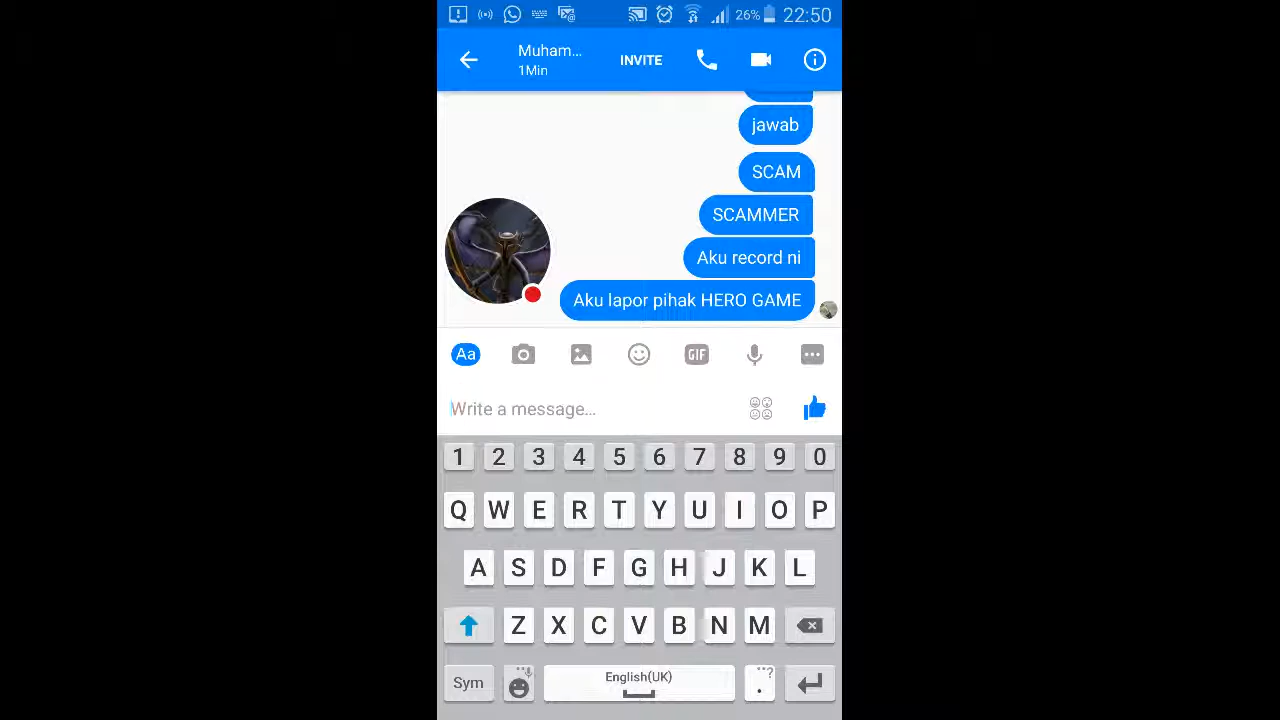 26% 22:50
Muham...
1Min
INVITE
jawab
SCAM
SCAMMER
Aku record ni
Aku lapor pihak HERO GAME
Aa
GIF
Write a message...
1 2 3 4 5 6 7 8 9 0
Q W E R T Y U I O P
A S D F G H J K L
Z X C V B N M
Sym
English(UK)
. ?